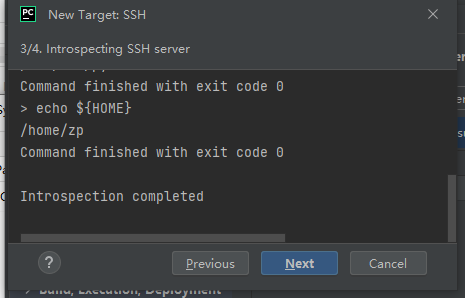 PC
New Target: SSH
3/4. Introspecting SSH server
Command finished with exit code 0
> echo ${HOME}
/home/zp
Command finished with exit code 0
Introspection completed
?
Previous
Next
Cancel
> Build, Execution, Deployment